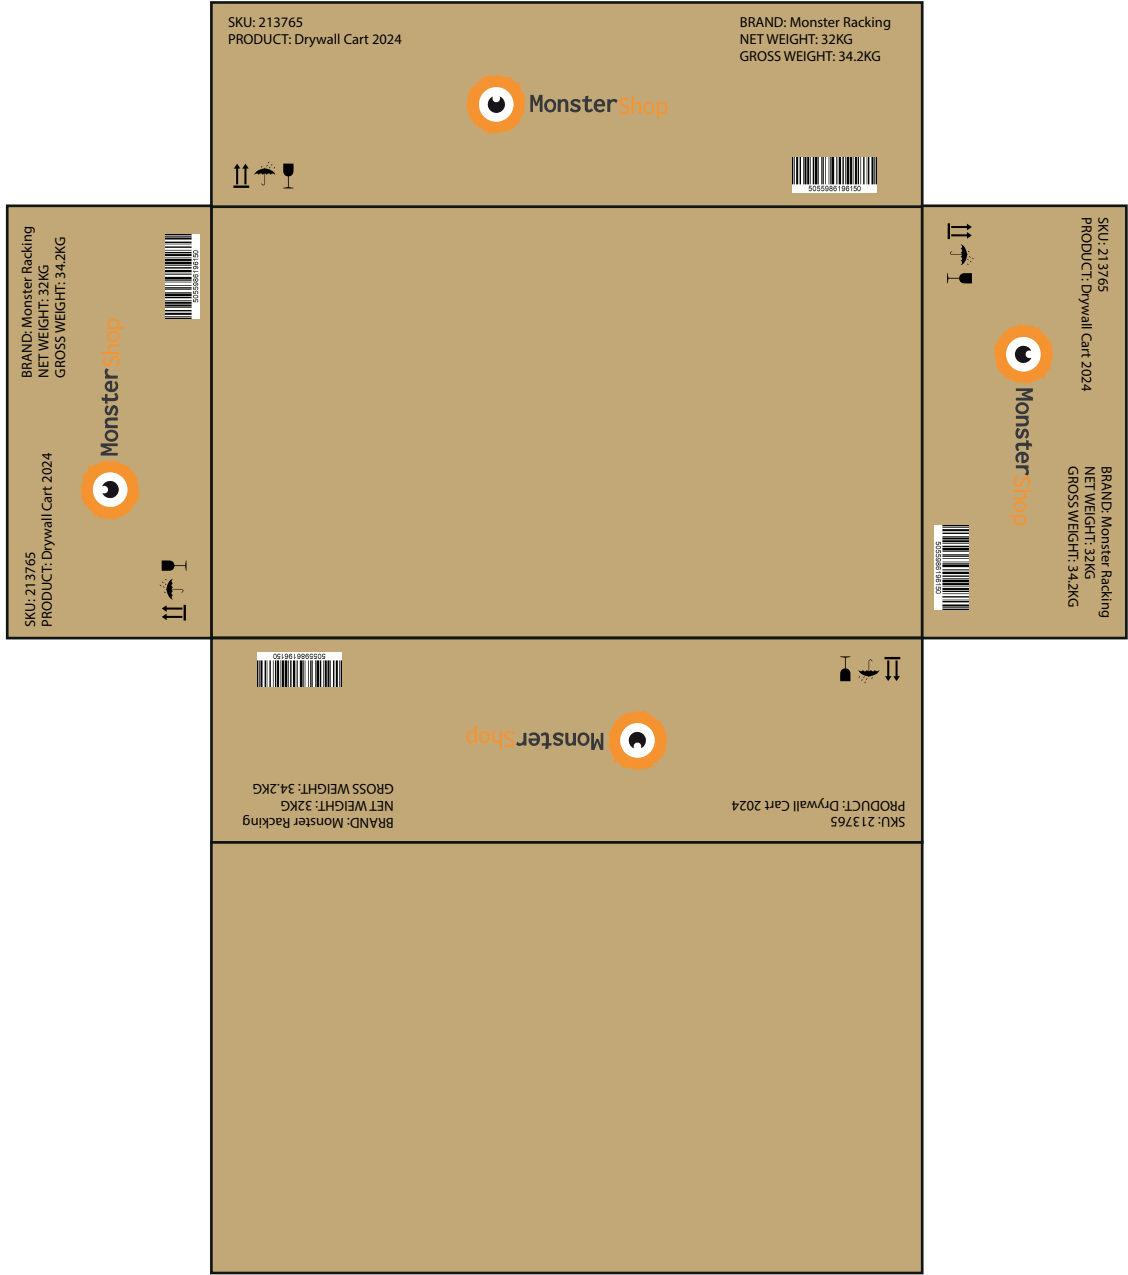 SKU: 213765
PRODUCT: Drywall Cart 2024
BRAND: Monster Racking
NET WEIGHT: 32KG
GROSS WEIGHT: 34.2KG
MonsterShop
5055986196150
BRAND: Monster Racking
NET WEIGHT: 32KG
GROSS WEIGHT: 34.2KG
SKU: 213765
PRODUCT: Drywall Cart 2024
MonsterShop
5055986196150
SKU: 213765
PRODUCT: Drywall Cart 2024
BRAND: Monster Racking
NET WEIGHT: 32KG
GROSS WEIGHT: 34.2KG
MonsterShop
5055986196150
SKU: 213765
PRODUCT: Drywall Cart 2024
BRAND: Monster Racking
NET WEIGHT: 32KG
GROSS WEIGHT: 34.2KG
MonsterShop
5055986196150